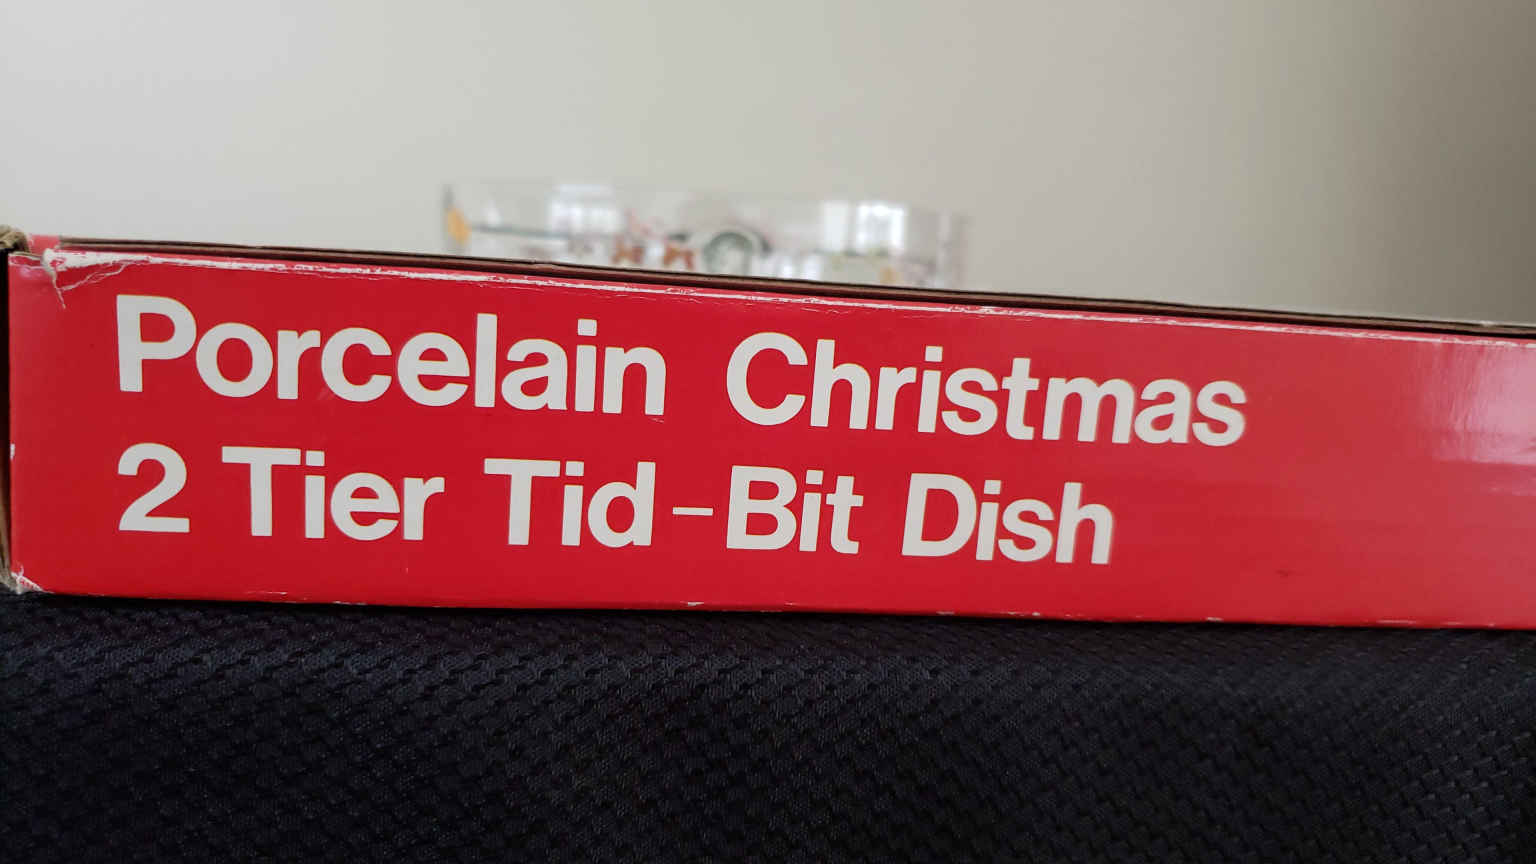 Porcelain Christmas
2 Tier Tid-Bit Dish